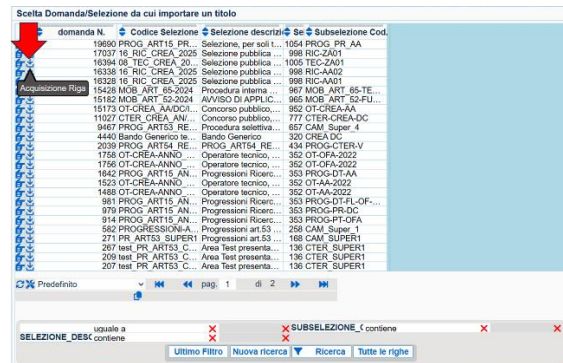 Scelta Domanda/Selezione da cui importare un titolo
domanda N. Codice Selezione Selezione descrizi Se Subselezione Cod.
19690 PROG_ART15_PR... Selezione, per soli t... 1054 PROG_PR_AA
17037 16_RIC_CREA_2025 Selezione pubblica ... 998 RIC-ZA01
16394 08_TEC_CREA_20... Selezione pubblica ... 1005 TEC-ZA01
16338 16_RIC_CREA_2025 Selezione pubblica ... 998 RIC-AA02
16328 16_RIC_CREA_2025 Selezione pubblica ... 998 RIC-AA01
Acquisizione Riga
15428 MOB_ART_65-2024 Procedura interna ... 967 MOB_ART_65-TE...
15182 MOB_ART_52-2024 AVVISO DI APPLIC... 965 MOB_ART_52-FU...
15173 OT-CREA_AA/DC/I... Concorso pubblico,... 952 OT-CREA-AA
11027 CTER_CREA_AN/... Concorso pubblico,... 777 CTER-CREA-DC
9467 PROG_ART53_RE... Procedura selettiva... 657 CAM_Super_4
4440 Bando Generico te... Bando Generico 320 CREA DC
2039 PROG_ART54_RE... PROG_ART54_RE... 434 PROG-CTER-V
1758 OT-CREA-ANNO_... Operatore tecnico, ... 352 OT-OFA-2022
1756 OT-CREA-ANNO_... Operatore tecnico, ... 352 OT-OFA-2022
1642 PROG_ART15_AN... Progressioni Ricerc... 353 PROG-DT-AA
1523 OT-CREA-ANNO_... Operatore tecnico, ... 352 OT-AA-2022
1488 OT-CREA-ANNO_... Operatore tecnico, ... 352 OT-AA-2022
981 PROG_ART15_AN... Progressioni Ricerc... 353 PROG-DT-FL-OF-...
979 PROG_ART15_AN... Progressioni Ricerc... 353 PROG-PR-DC
914 PROG_ART15_AN... Progressioni Ricerc... 353 PROG-PT-OFA
582 PROGRESSIONI-A... Progressioni art.53 ... 258 CAM_Super_1
271 PR_ART53_SUPER1 Progressioni art.53 ... 168 CAM_SUPER1
267 test_PR_ART53_C... Area Test presenta... 136 CTER_SUPER1
209 test_PR_ART53_C... Area Test presenta... 136 CTER_SUPER1
207 test_PR_ART53_C... Area Test presenta... 136 CTER_SUPER1
Predefinito pag. 1 di 2
uguale a SUBSELEZIONE_( contiene
SELEZIONE_DESC contiene
Ultimo Filtro Nuova ricerca Ricerca Tutte le righe